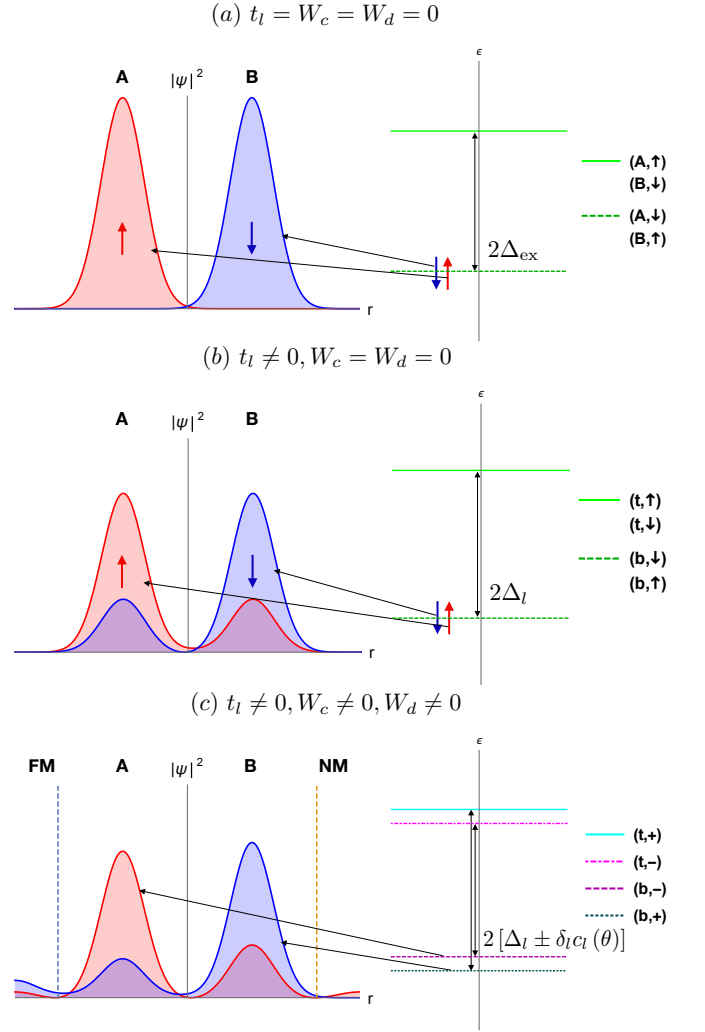 (a) t_l = W_c = W_d = 0
ϵ
A |ψ|² B
(A,↑)
(B,↓)
(A,↓)
(B,↑)
2Δ_ex
r
(b) t_l ≠ 0, W_c = W_d = 0
ϵ
A |ψ|² B
(t,↑)
(t,↓)
(b,↓)
(b,↑)
2Δ_l
r
(c) t_l ≠ 0, W_c ≠ 0, W_d ≠ 0
ϵ
FM A |ψ|² B NM
(t,+)
(t,−)
(b,−)
(b,+)
2 [Δ_l ± δ_l c_l (θ)]
r